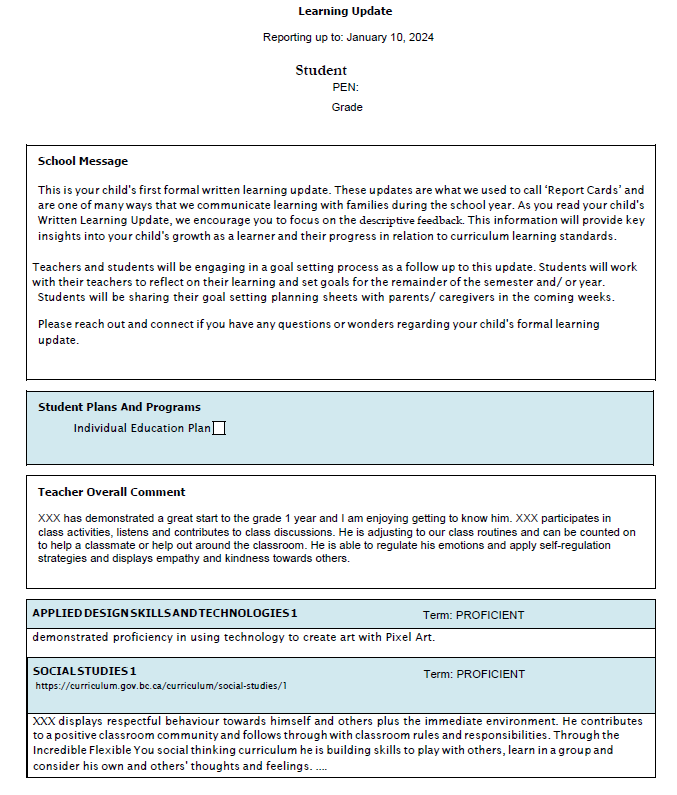 Learning Update
Reporting up to: January 10, 2024
Student
PEN:
Grade
School Message
This is your child's first formal written learning update. These updates are what we used to call ‘Report Cards’ and
are one of many ways that we communicate learning with families during the school year. As you read your child's
Written Learning Update, we encourage you to focus on the descriptive feedback. This information will provide key
insights into your child's growth as a learner and their progress in relation to curriculum learning standards.
Teachers and students will be engaging in a goal setting process as a follow up to this update. Students will work
with their teachers to reflect on their learning and set goals for the remainder of the semester and/ or year.
Students will be sharing their goal setting planning sheets with parents/ caregivers in the coming weeks.
Please reach out and connect if you have any questions or wonders regarding your child's formal learning
update.
Student Plans And Programs
Individual Education Plan
Teacher Overall Comment
XXX has demonstrated a great start to the grade 1 year and I am enjoying getting to know him. XXX participates in
class activities, listens and contributes to class discussions. He is adjusting to our class routines and can be counted on
to help a classmate or help out around the classroom. He is able to regulate his emotions and apply self-regulation
strategies and displays empathy and kindness towards others.
APPLIED DESIGN SKILLS AND TECHNOLOGIES 1 Term: PROFICIENT
demonstrated proficiency in using technology to create art with Pixel Art.
SOCIAL STUDIES 1 Term: PROFICIENT
https://curriculum.gov.bc.ca/curriculum/social-studies/1
XXX displays respectful behaviour towards himself and others plus the immediate environment. He contributes
to a positive classroom community and follows through with classroom rules and responsibilities. Through the
Incredible Flexible You social thinking curriculum he is building skills to play with others, learn in a group and
consider his own and others' thoughts and feelings. ....